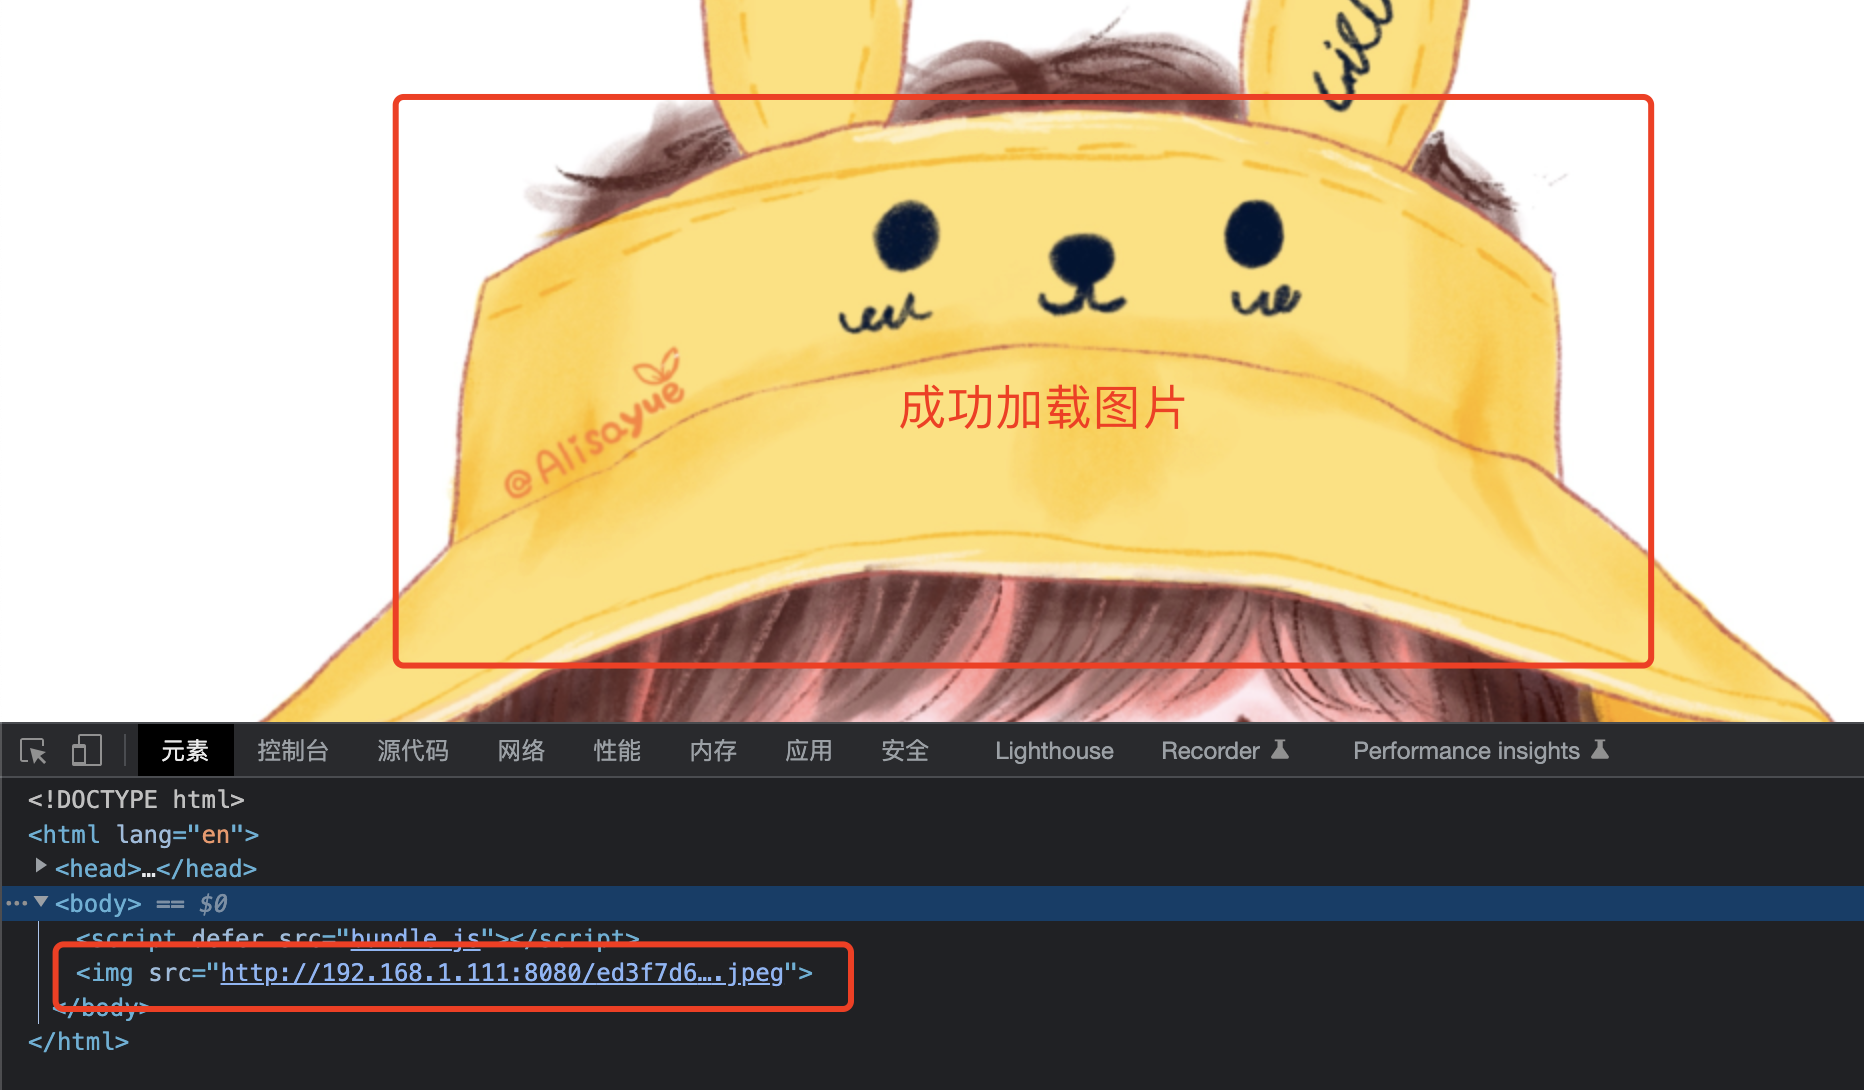 @Alisayue
成功加载图片
元素 控制台 源代码 网络 性能 内存 应用 安全 Lighthouse Recorder Performance insights
<!DOCTYPE html>
<html lang="en">
<head>…</head>
<body> == $0
<script defer src="bundle.js"></script>
<img src="http://192.168.1.111:8080/ed3f7d6….jpeg">
</body>
</html>